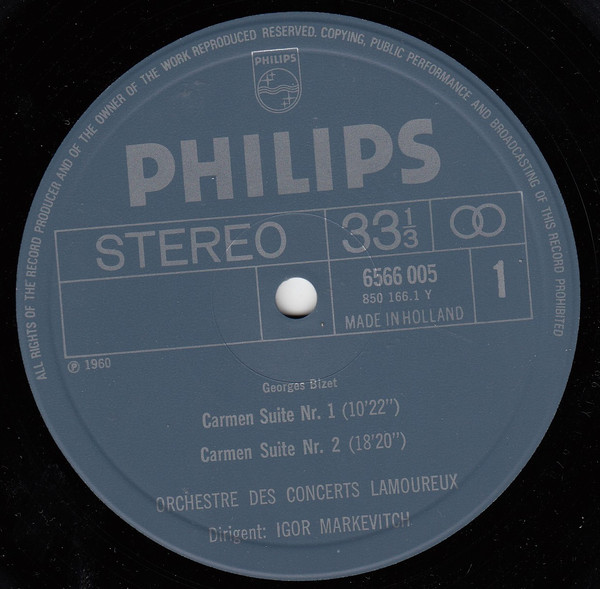 ALL RIGHTS OF THE RECORD PRODUCER AND OF THE OWNER OF THE WORK REPRODUCED RESERVED. COPYING, PUBLIC PERFORMANCE AND BROADCASTING OF THIS RECORD PROHIBITED
PHILIPS
PHILIPS
STEREO 33 1/3
6566 005 1
850 166.1 Y
MADE IN HOLLAND
℗ 1960
Georges Bizet
Carmen Suite Nr. 1 (10'22")
Carmen Suite Nr. 2 (18'20")
ORCHESTRE DES CONCERTS LAMOUREUX
Dirigent: IGOR MARKEVITCH